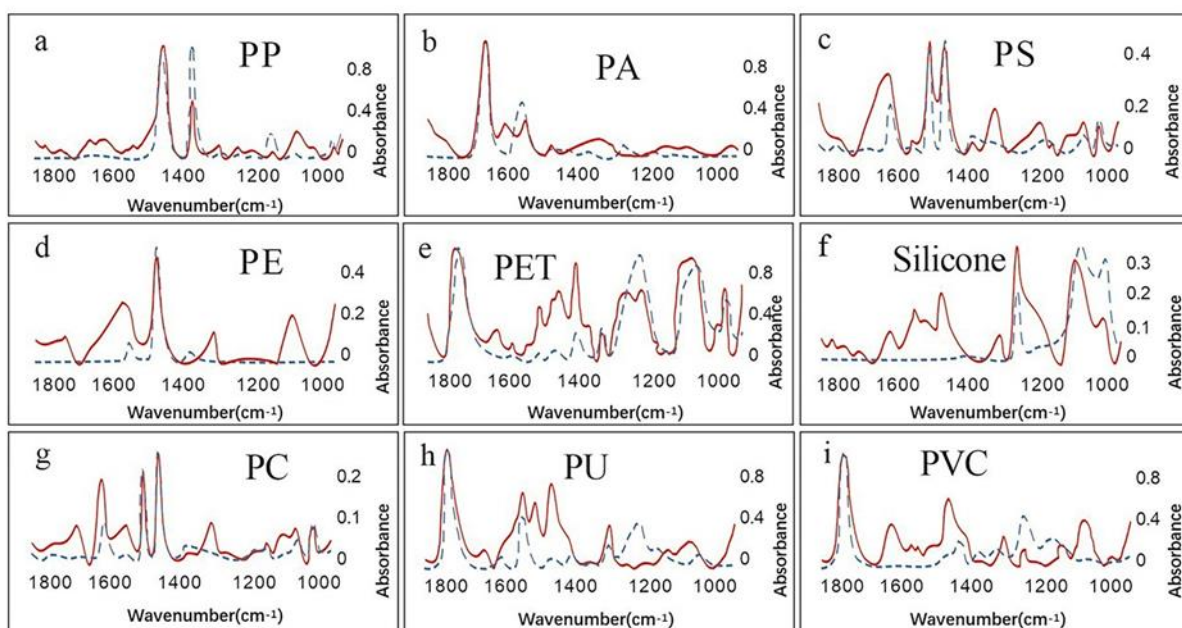 a
PP
0.8
0.4
0
1800 1600 1400 1200 1000
Wavenumber(cm-1)
Absorbance
b
PA
0.8
0.4
0
1800 1600 1400 1200 1000
Wavenumber(cm-1)
Absorbance
c
PS
0.4
0.2
0
1800 1600 1400 1200 1000
Wavenumber(cm-1)
Absorbance
d
PE
0.4
0.2
0
1800 1600 1400 1200 1000
Wavenumber(cm-1)
Absorbance
e
PET
0.8
0.4
0
1800 1600 1400 1200 1000
Wavenumber(cm-1)
Absorbance
f
Silicone
0.3
0.2
0.1
0
1800 1600 1400 1200 1000
Wavenumber(cm-1)
Absorbance
g
PC
0.2
0.1
0
1800 1600 1400 1200 1000
Wavenumber(cm-1)
Absorbance
h
PU
0.8
0.4
0
1800 1600 1400 1200 1000
Wavenumber(cm-1)
Absorbance
i
PVC
0.8
0.4
0
1800 1600 1400 1200 1000
Wavenumber(cm-1)
Absorbance